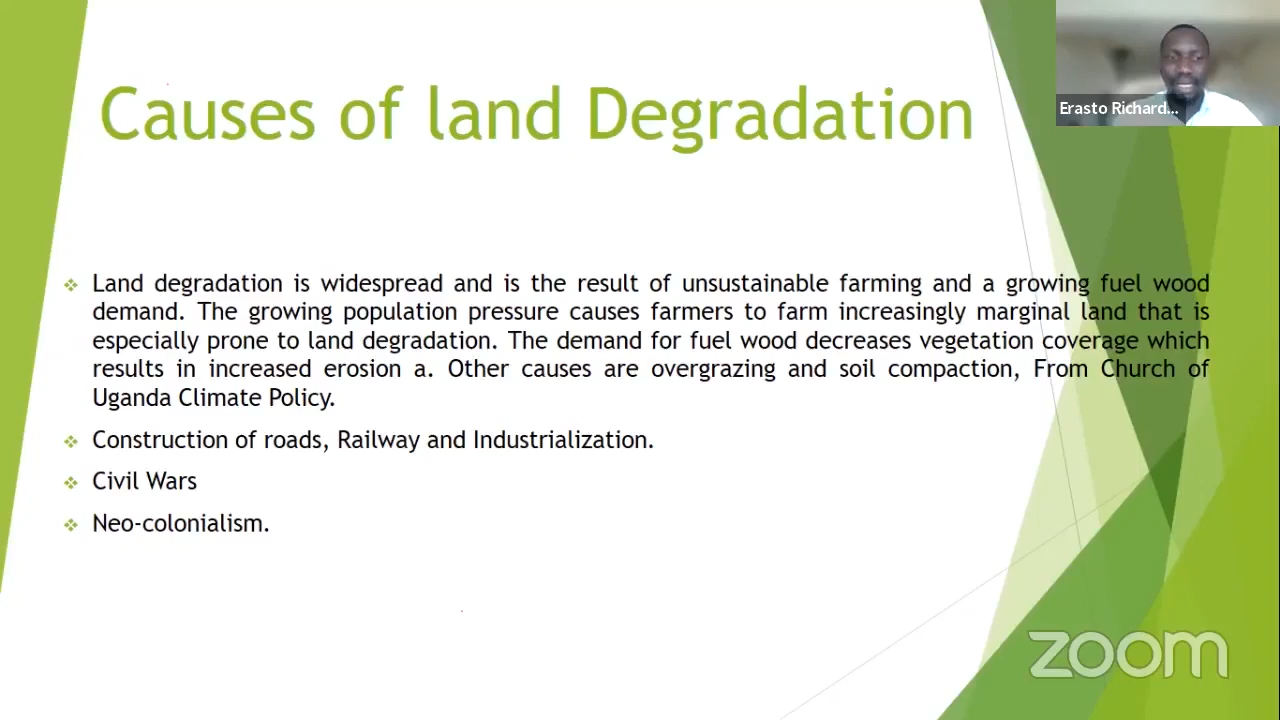 Causes of land Degradation
Erasto Richard...
Land degradation is widespread and is the result of unsustainable farming and a growing fuel wood
demand. The growing population pressure causes farmers to farm increasingly marginal land that is
especially prone to land degradation. The demand for fuel wood decreases vegetation coverage which
results in increased erosion a. Other causes are overgrazing and soil compaction, From Church of
Uganda Climate Policy.
Construction of roads, Railway and Industrialization.
Civil Wars
Neo-colonialism.
zoom